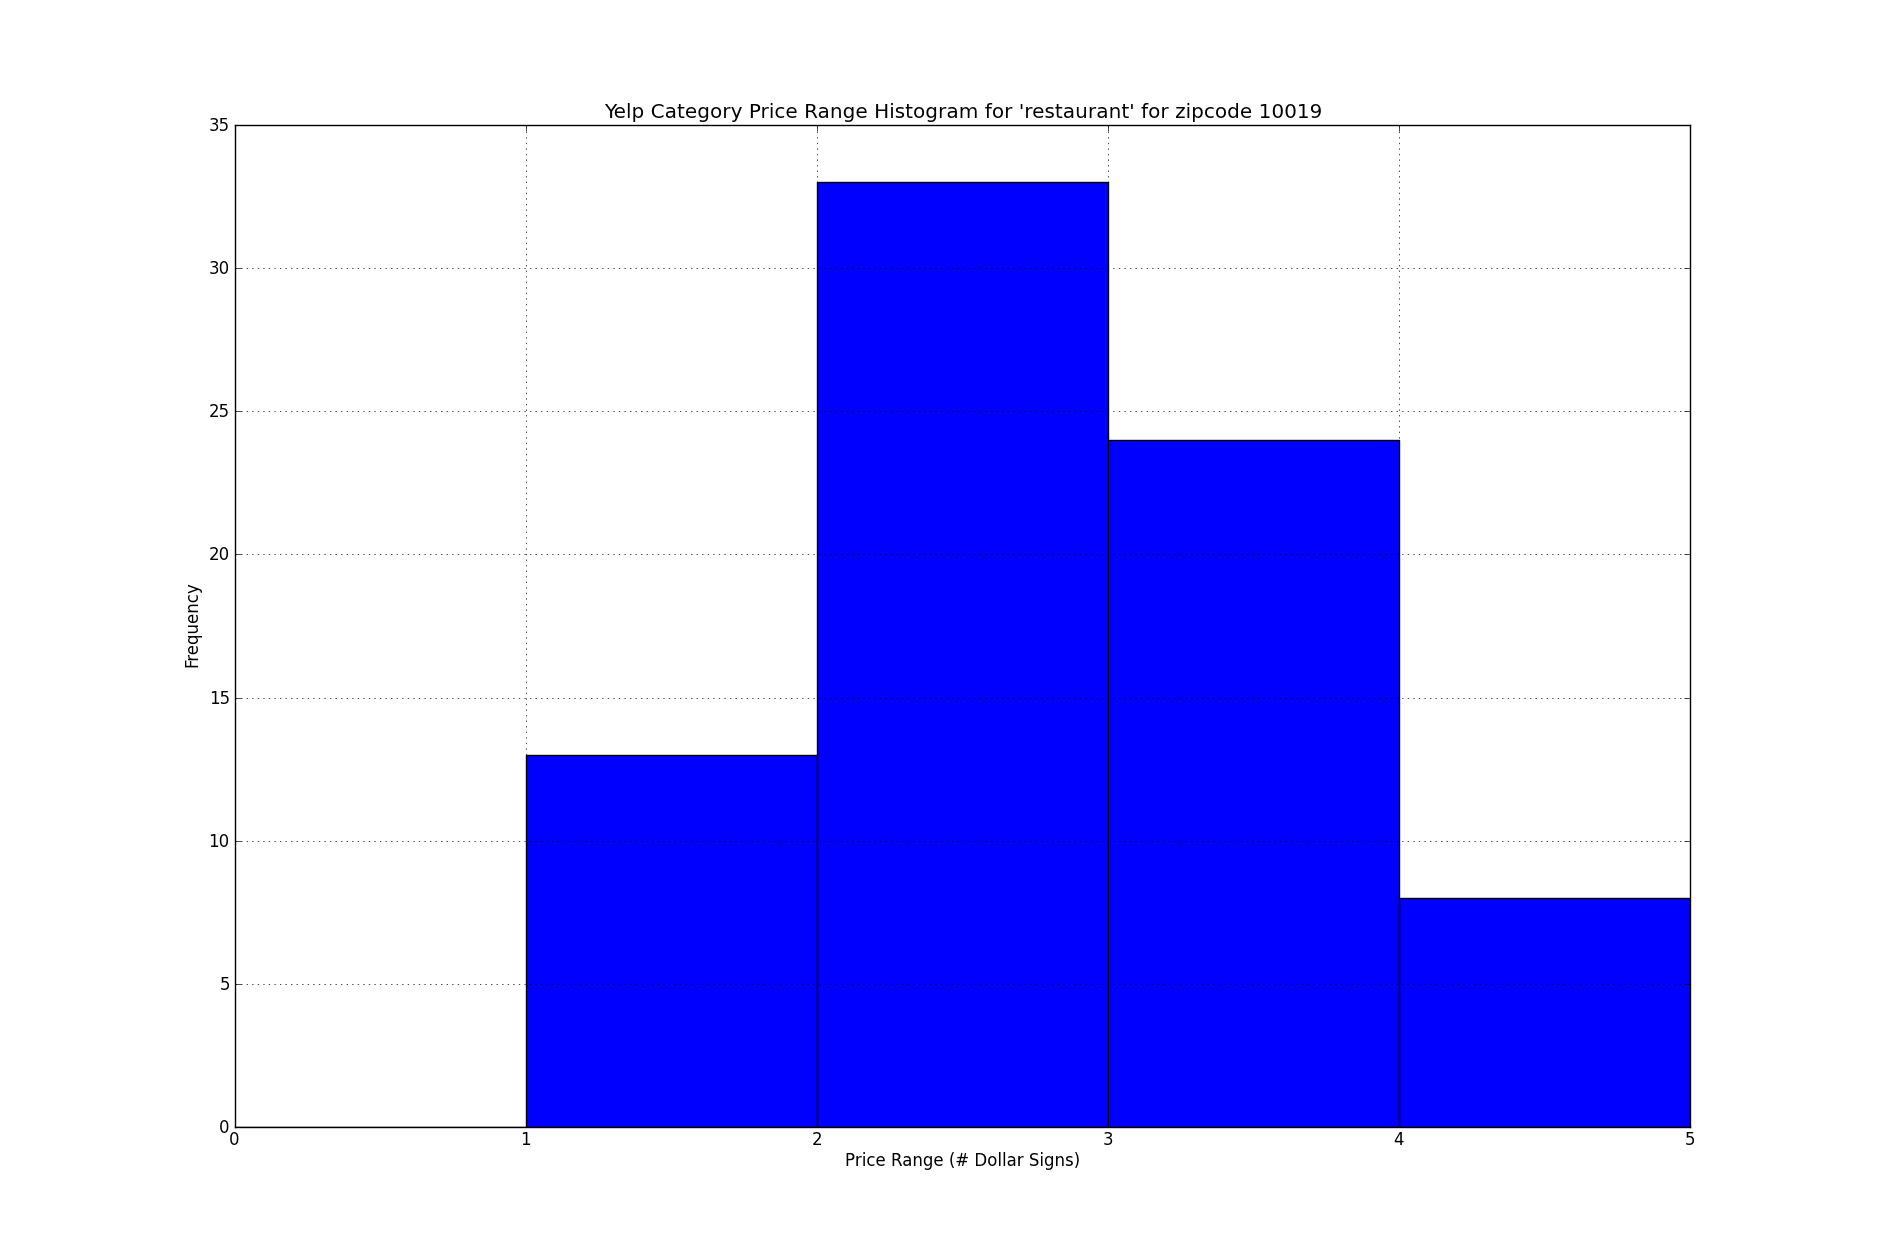 Yelp Category Price Range Histogram for 'restaurant' for zipcode 10019
35
30
25
20
15
10
5
0
Frequency
0 1 2 3 4 5
Price Range (# Dollar Signs)